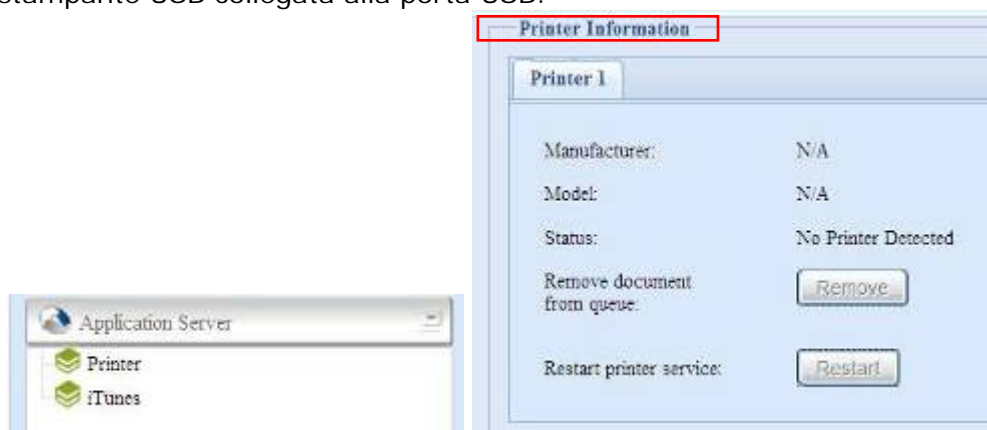 stampante USB collegata alla porta USB.
Printer Information
Printer 1
Manufacturer: N/A
Model: N/A
Status: No Printer Detected
Remove document
from queue: Remove
Restart printer service: Restart
Application Server
Printer
iTunes